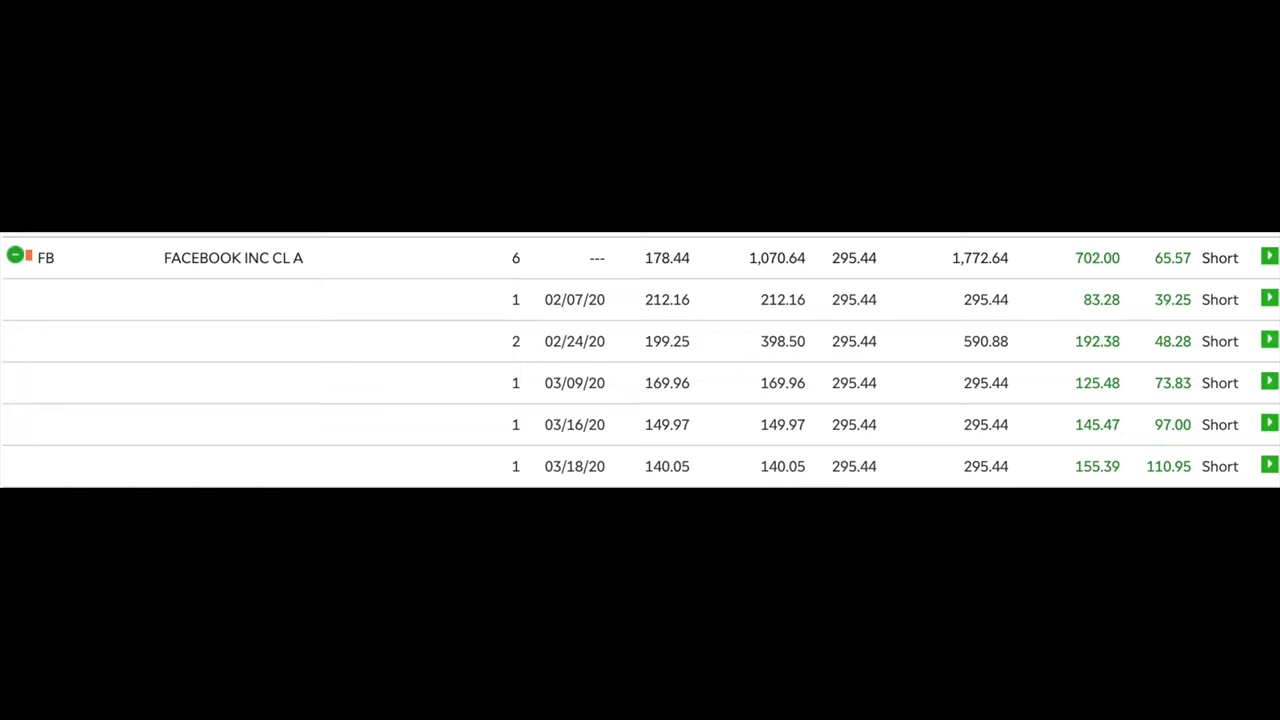 FB FACEBOOK INC CL A 6 --- 178.44 1,070.64 295.44 1,772.64 702.00 65.57 Short
1 02/07/20 212.16 212.16 295.44 295.44 83.28 39.25 Short
2 02/24/20 199.25 398.50 295.44 590.88 192.38 48.28 Short
1 03/09/20 169.96 169.96 295.44 295.44 125.48 73.83 Short
1 03/16/20 149.97 149.97 295.44 295.44 145.47 97.00 Short
1 03/18/20 140.05 140.05 295.44 295.44 155.39 110.95 Short